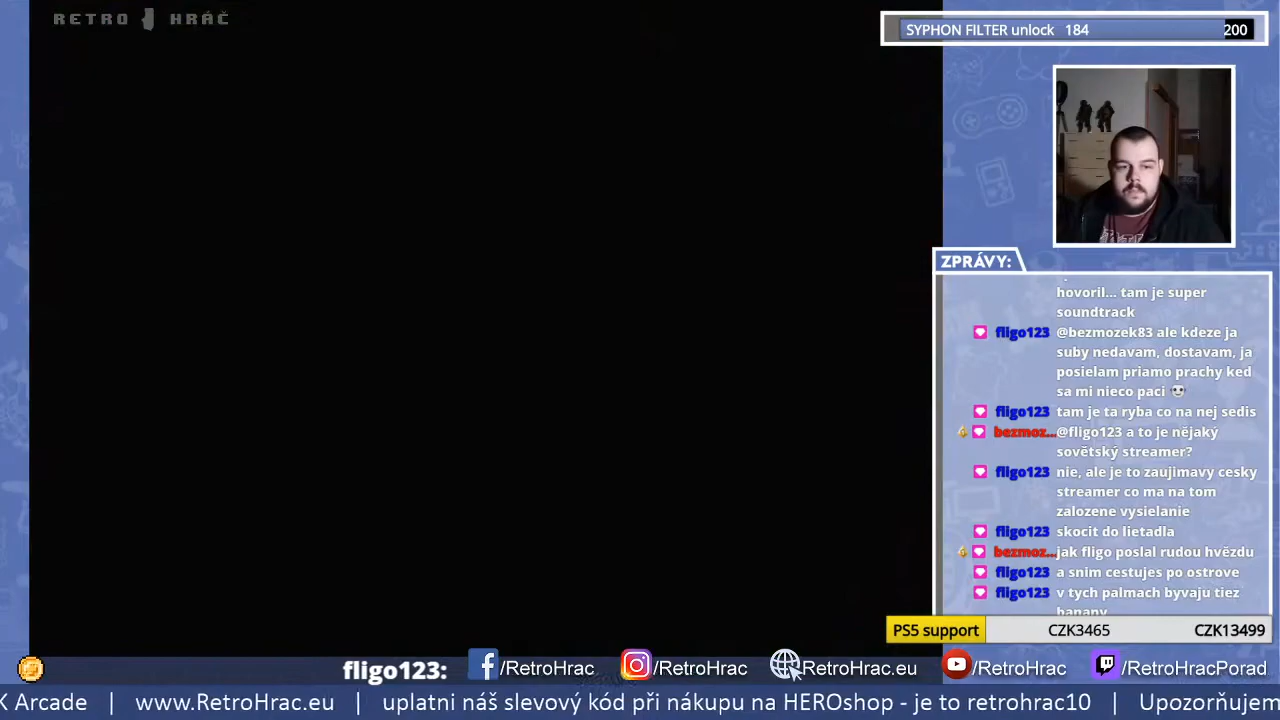 RETRO HRÁČ
SYPHON FILTER unlock 184 200
ZPRÁVY:
hovoril... tam je super
soundtrack
fligo123 @bezmozek83 ale kdeze ja
suby nedavam, dostavam, ja
posielam priamo prachy ked
sa mi nieco paci
fligo123 tam je ta ryba co na nej sedis
bezmoz... @fligo123 a to je nějaký
sovětský streamer?
fligo123 nie, ale je to zaujimavy cesky
streamer co ma na tom
zalozene vysielanie
fligo123 skocit do lietadla
bezmoz... jak fligo poslal rudou hvězdu
fligo123 a snim cestujes po ostrove
fligo123 v tych palmach byvaju tiez
banany
PS5 support CZK3465 CZK13499
fligo123: /RetroHrac /RetroHrac RetroHrac.eu /RetroHrac /RetroHracPorad
K Arcade | www.RetroHrac.eu | uplatni náš slevový kód při nákupu na HEROshop - je to retrohrac10 | Upozorňujem